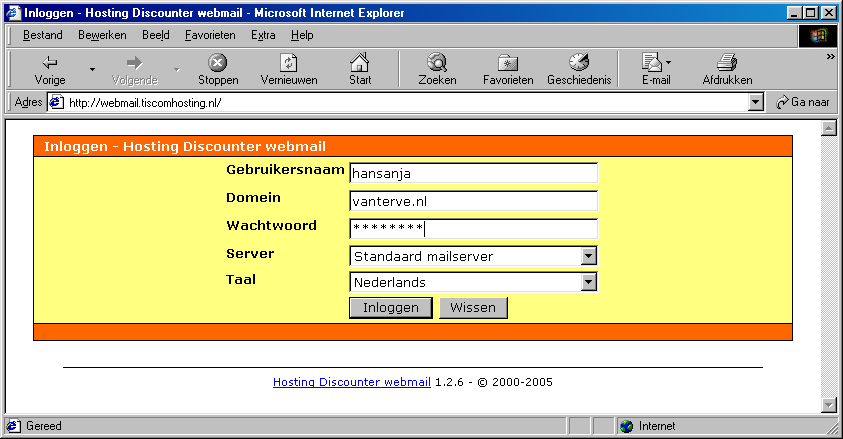 Inloggen - Hosting Discounter webmail - Microsoft Internet Explorer
Bestand Bewerken Beeld Favorieten Extra Help
Vorige Volgende Stoppen Vernieuwen Start Zoeken Favorieten Geschiedenis E-mail Afdrukken »
Adres http://webmail.tiscomhosting.nl/ Ga naar
Inloggen - Hosting Discounter webmail
Gebruikersnaam hansanja
Domein vanterve.nl
Wachtwoord ********
Server Standaard mailserver
Taal Nederlands
Inloggen Wissen
Hosting Discounter webmail 1.2.6 - © 2000-2005
Gereed Internet